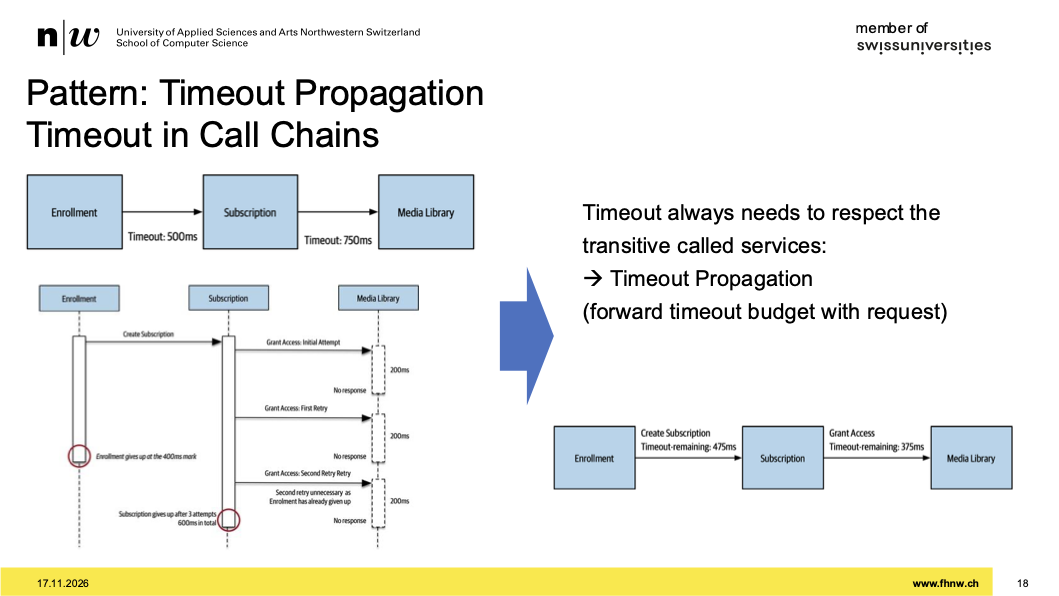 n|w
University of Applied Sciences and Arts Northwestern Switzerland
School of Computer Science
member of
swissuniversities
Pattern: Timeout Propagation
Timeout in Call Chains
Enrollment
Subscription
Media Library
Timeout: 500ms
Timeout: 750ms
Enrollment
Subscription
Media Library
Create Subscription
Grant Access: Initial Attempt
200ms
No response
Grant Access: First Retry
200ms
No response
Enrollment gives up at the 400ms mark
Grant Access: Second Retry Retry
Second retry unnecessary as
Enrolment has already given up
200ms
Subscription gives up after 3 attempts
600ms in total
No response
Timeout always needs to respect the
transitive called services:
→ Timeout Propagation
(forward timeout budget with request)
Enrollment
Create Subscription
Timeout-remaining: 475ms
Subscription
Grant Access
Timeout-remaining: 375ms
Media Library
17.11.2026
www.fhnw.ch
18